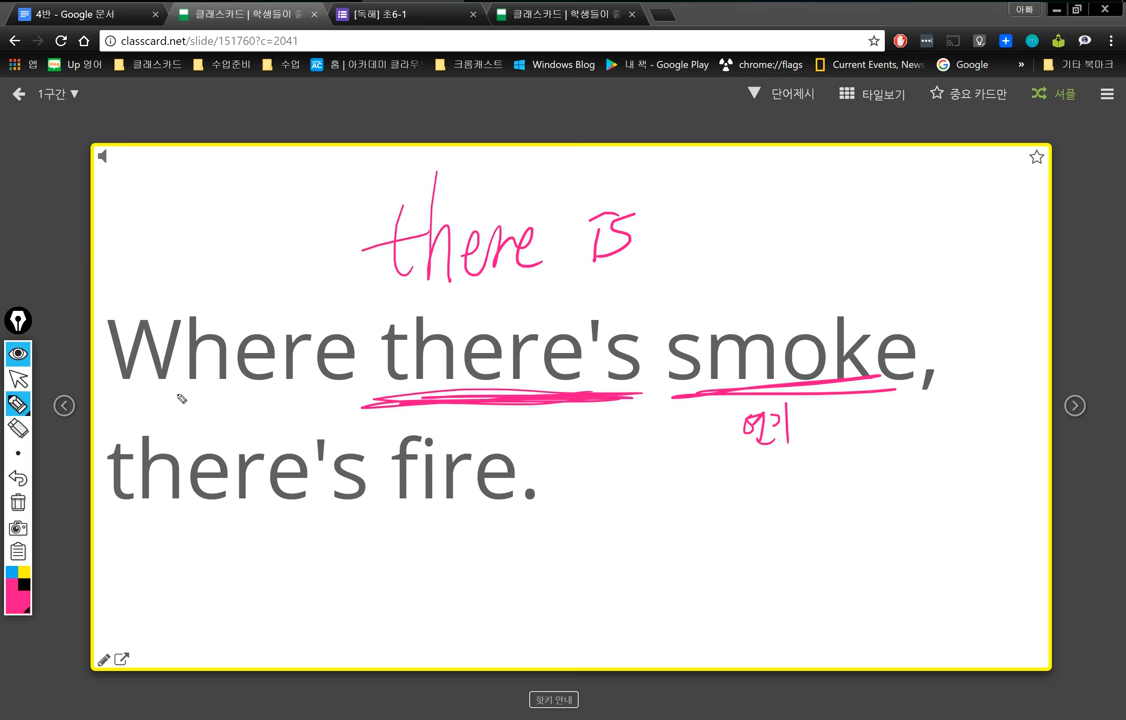 4반 - Google 문서
클래스카드 | 학생들이 좋
[독해] 초6-1
클래스카드 | 학생들이 좋
아빠
classcard.net/slide/151760?c=2041
앱
Up 영어
클래스카드
수업준비
수업
홈 | 아카데미 클라우
크롬캐스트
Windows Blog
내 책 - Google Play
chrome://flags
Current Events, News
Google
»
기타 북마크
1구간 ▼
단어제시
타일보기
중요 카드만
셔플
there is
Where there's smoke,
연기
there's fire.
핫키 안내